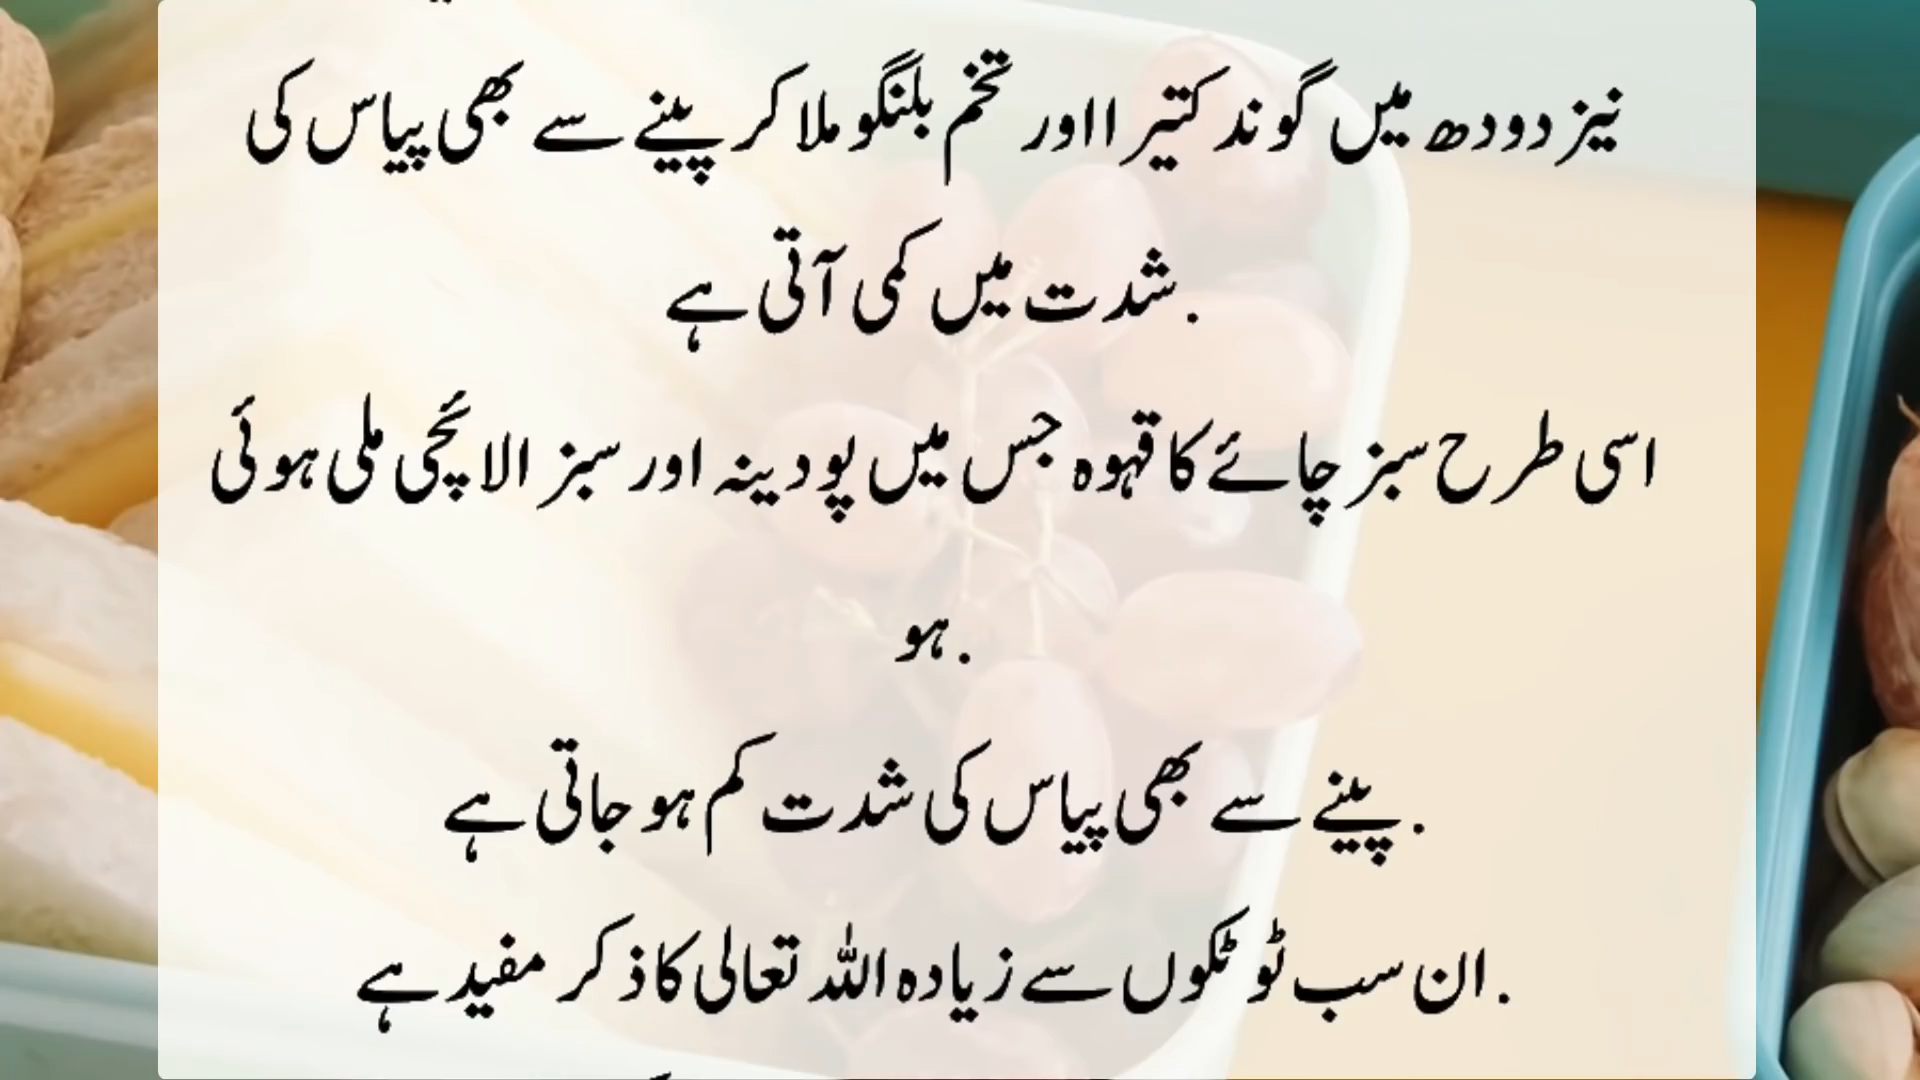 نیز دودھ میں گوند کتیرا اور تخم بلنگو ملا کر پینے سے بھی پیاس کی
شدت میں کمی آتی ہے.
اسی طرح سبز چائے کا قہوہ جس میں پودینہ اور سبز الائچی ملی ہوئی
ہو.
پینے سے بھی پیاس کی شدت کم ہو جاتی ہے.
ان سب ٹوٹکوں سے زیادہ اللہ تعالی کا ذکر مفید ہے.